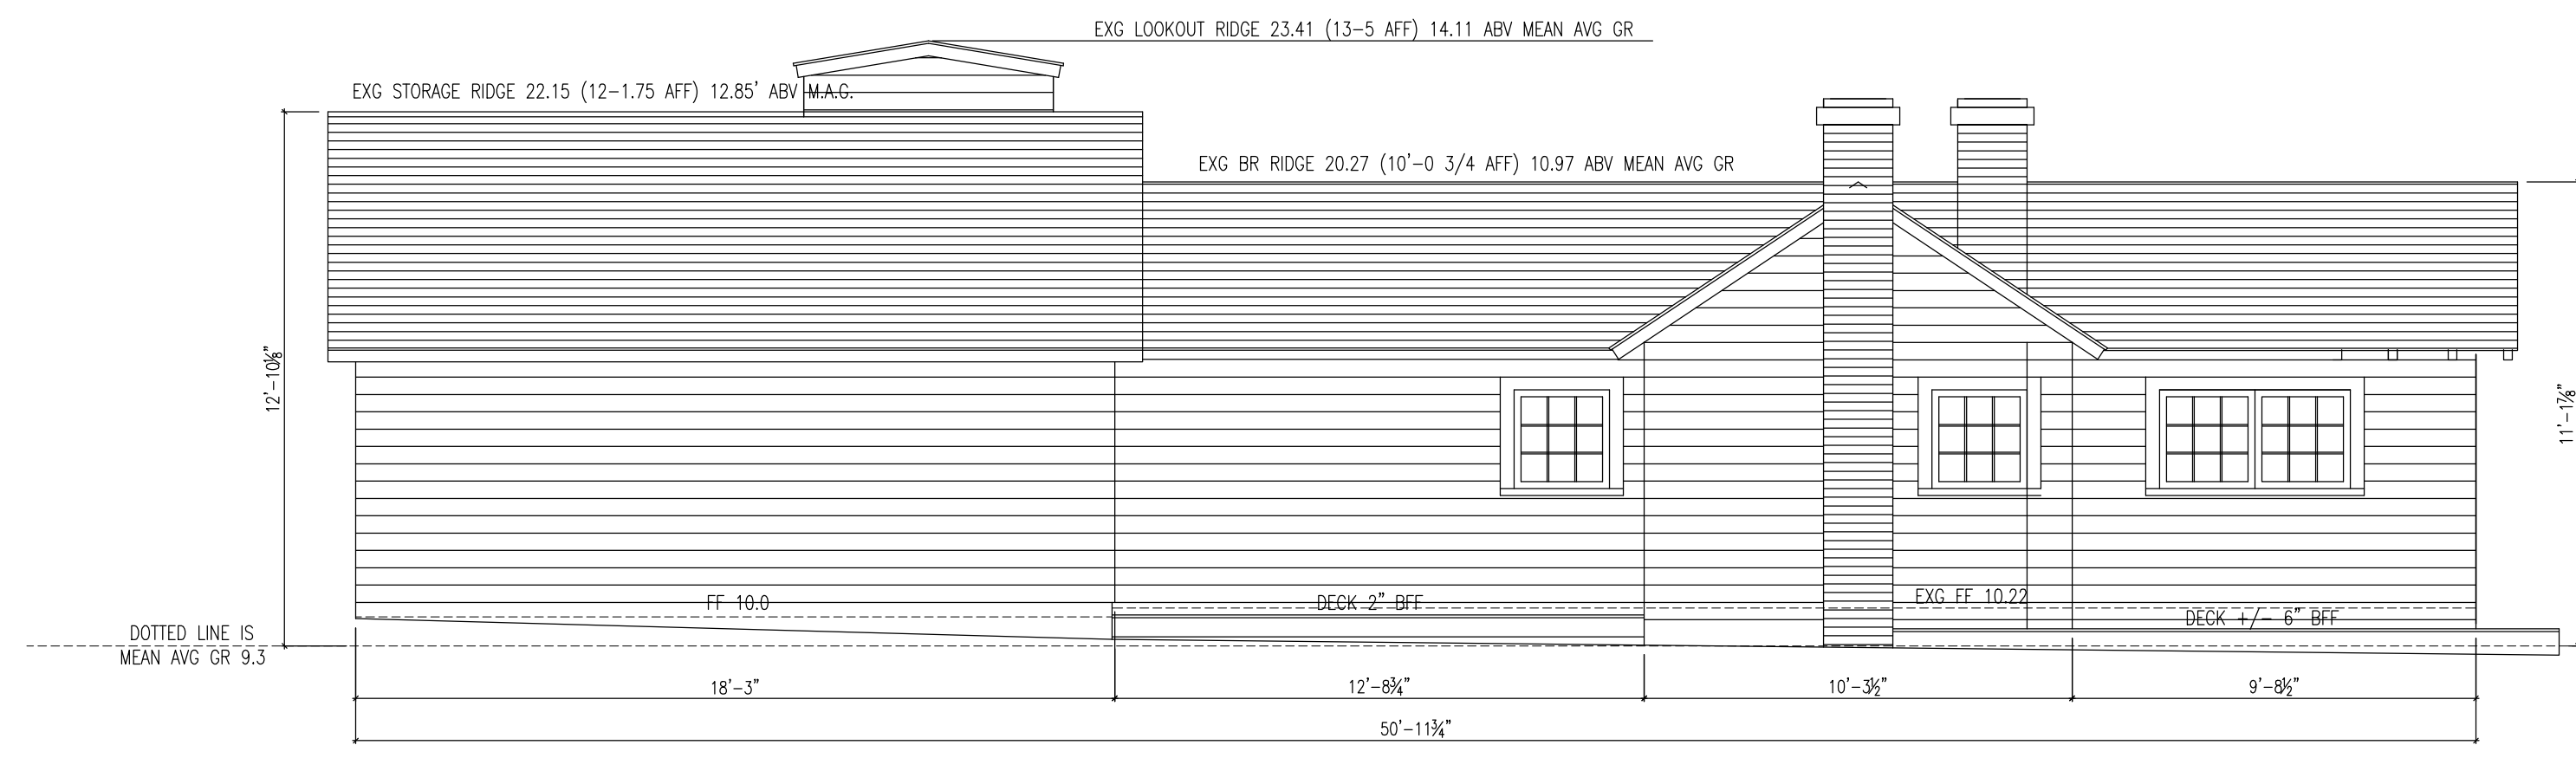 EXG LOOKOUT RIDGE 23.41 (13-5 AFF) 14.11 ABV MEAN AVG GR
EXG STORAGE RIDGE 22.15 (12-1.75 AFF) 12.85' ABV M.A.G.
EXG BR RIDGE 20.27 (10'-0 3/4 AFF) 10.97 ABV MEAN AVG GR
12'-10⅛"
11'-1⅞"
FF 10.0
DECK 2" BFF
EXG FF 10.22
DECK +/- 6" BFF
DOTTED LINE IS
MEAN AVG GR 9.3
18'-3"
12'-8¾"
10'-3½"
9'-8½"
50'-11¾"